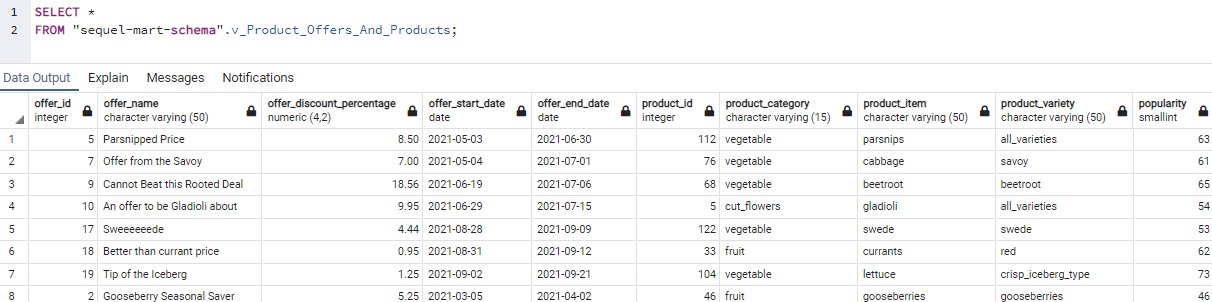 1 SELECT *
2 FROM "sequel-mart-schema".v_Product_Offers_And_Products;
Data Output Explain Messages Notifications
offer_id offer_name offer_discount_percentage offer_start_date offer_end_date product_id product_category product_item product_variety popularity
integer character varying (50) numeric (4,2) date date integer character varying (15) character varying (50) character varying (50) smallint
1 5 Parsnipped Price 8.50 2021-05-03 2021-06-30 112 vegetable parsnips all_varieties 63
2 7 Offer from the Savoy 7.00 2021-05-04 2021-07-01 76 vegetable cabbage savoy 61
3 9 Cannot Beat this Rooted Deal 18.56 2021-06-19 2021-07-06 68 vegetable beetroot beetroot 65
4 10 An offer to be Gladioli about 9.95 2021-06-29 2021-07-15 5 cut_flowers gladioli all_varieties 54
5 17 Sweeeeeede 4.44 2021-08-28 2021-09-09 122 vegetable swede swede 53
6 18 Better than currant price 0.95 2021-08-31 2021-09-12 33 fruit currants red 62
7 19 Tip of the Iceberg 1.25 2021-09-02 2021-09-21 104 vegetable lettuce crisp_iceberg_type 73
8 2 Gooseberry Seasonal Saver 5.25 2021-03-05 2021-04-02 46 fruit gooseberries gooseberries 46